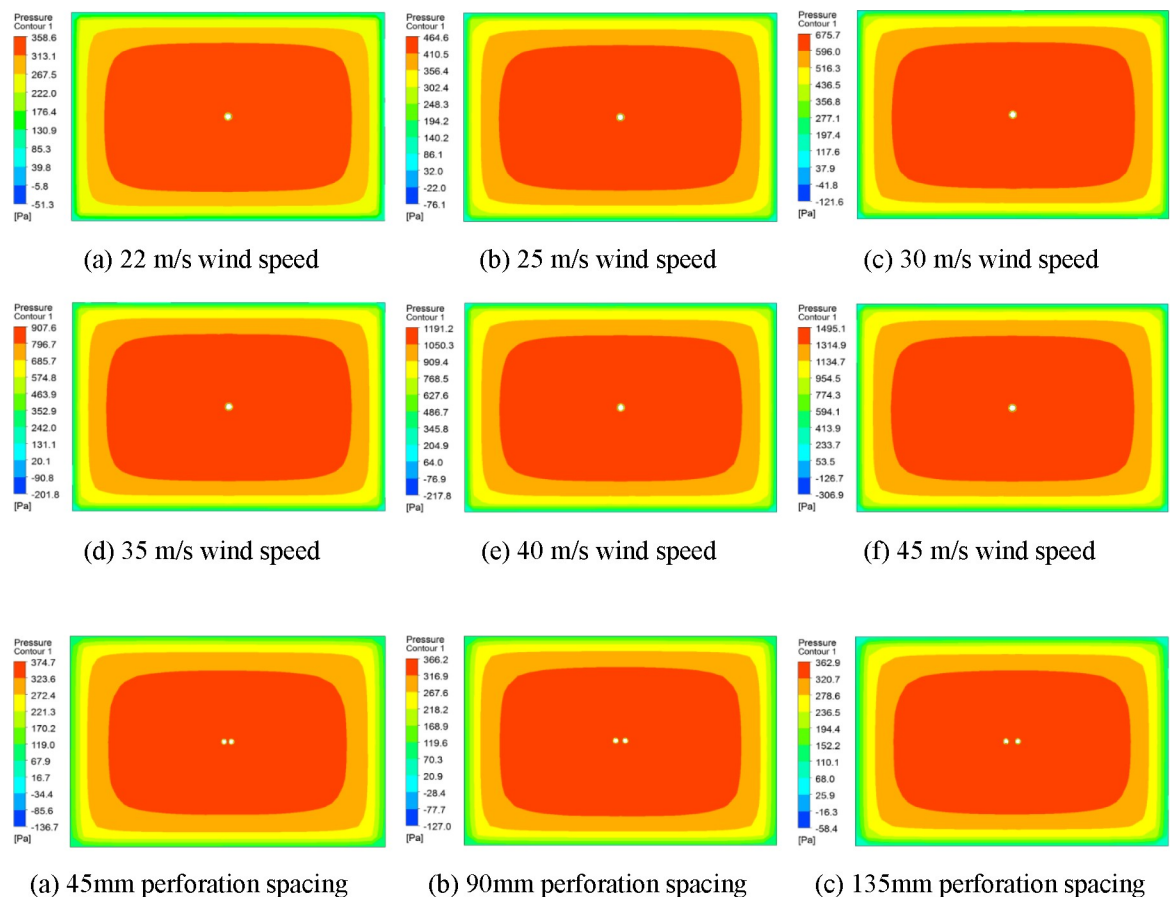 Pressure
Contour 1
358.6
313.1
267.5
222.0
176.4
130.9
85.3
39.8
-5.8
-51.3
[Pa]
(a) 22 m/s wind speed
Pressure
Contour 1
464.6
410.5
356.4
302.4
248.3
194.2
140.2
86.1
32.0
-22.0
-76.1
[Pa]
(b) 25 m/s wind speed
Pressure
Contour 1
675.7
596.0
516.3
436.5
356.8
277.1
197.4
117.6
37.9
-41.8
-121.6
[Pa]
(c) 30 m/s wind speed
Pressure
Contour 1
907.6
796.7
685.7
574.8
463.9
352.9
242.0
131.1
20.1
-90.8
-201.8
[Pa]
(d) 35 m/s wind speed
Pressure
Contour 1
1191.2
1050.3
909.4
768.5
627.6
486.7
345.8
204.9
64.0
-76.9
-217.8
[Pa]
(e) 40 m/s wind speed
Pressure
Contour 1
1495.1
1314.9
1134.7
954.5
774.3
594.1
413.9
233.7
53.5
-126.7
-306.9
[Pa]
(f) 45 m/s wind speed
Pressure
Contour 1
374.7
323.6
272.4
221.3
170.2
119.0
67.9
16.7
-34.4
-85.6
-136.7
[Pa]
(a) 45mm perforation spacing
Pressure
Contour 1
366.2
316.9
267.6
218.2
168.9
119.6
70.3
20.9
-28.4
-77.7
-127.0
[Pa]
(b) 90mm perforation spacing
Pressure
Contour 1
362.9
320.7
278.6
236.5
194.4
152.2
110.1
68.0
25.9
-16.3
-58.4
[Pa]
(c) 135mm perforation spacing